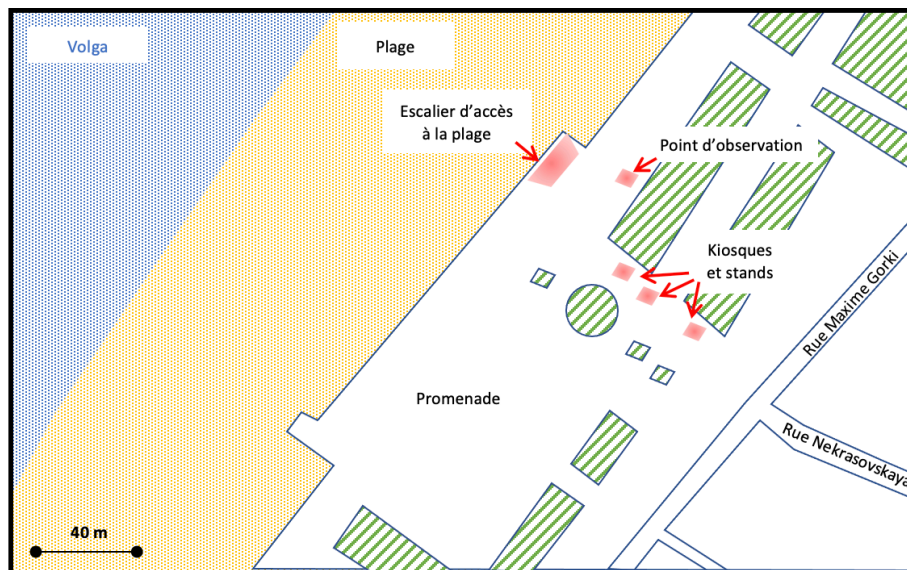 Volga
Plage
Escalier d’accès
à la plage
Point d’observation
Kiosques
et stands
Rue Maxime Gorki
Promenade
Rue Nekrasovskaya
40 m